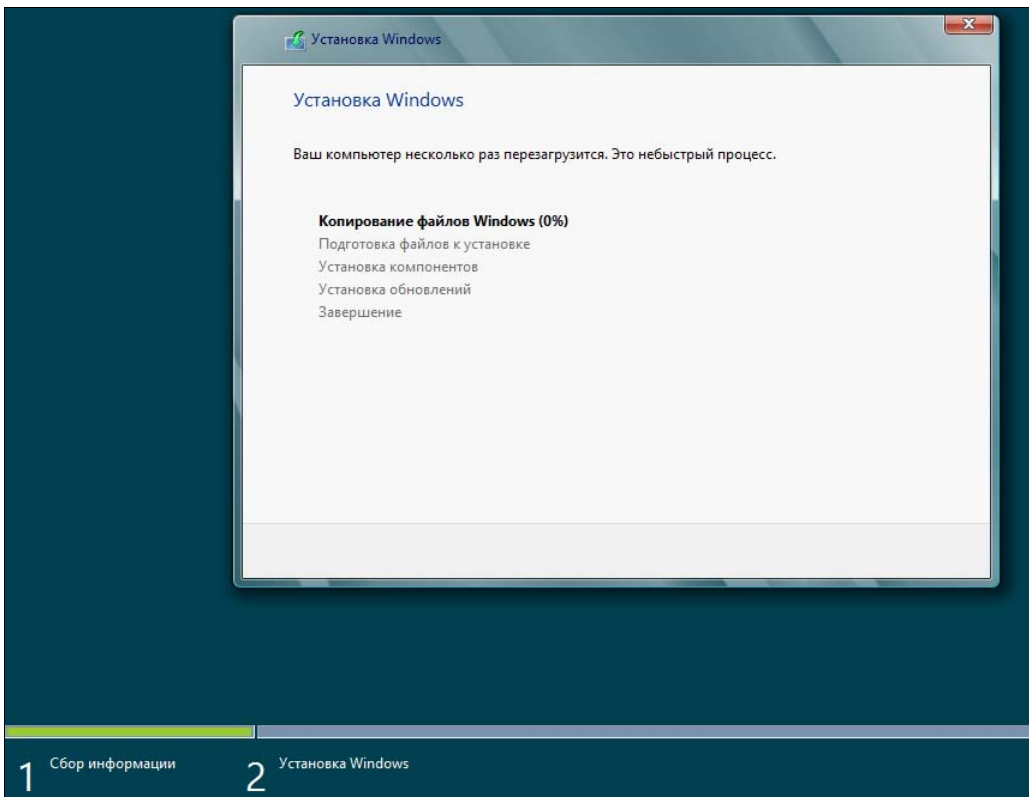 Установка Windows
Установка Windows
Ваш компьютер несколько раз перезагрузится. Это небыстрый процесс.
Копирование файлов Windows (0%)
Подготовка файлов к установке
Установка компонентов
Установка обновлений
Завершение
1 Сбор информации 2 Установка Windows